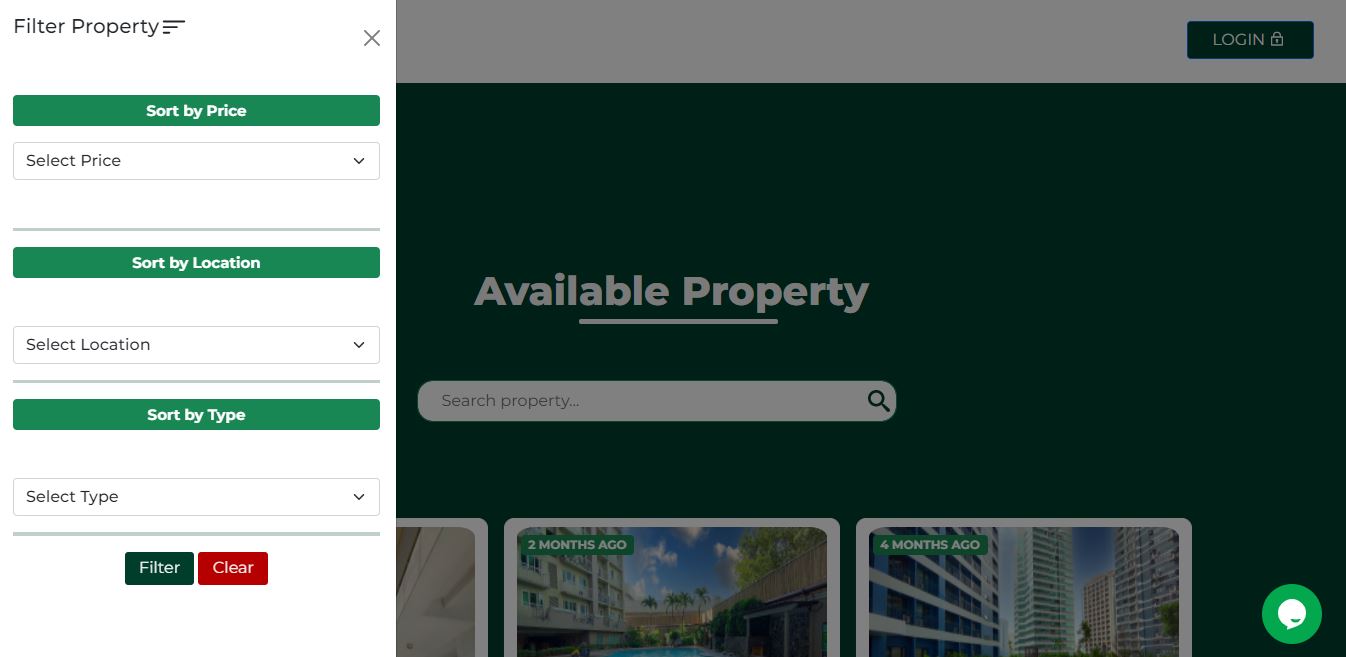 Filter Property
Sort by Price
Select Price
Sort by Location
Select Location
Sort by Type
Select Type
Filter Clear
LOGIN
Available Property
Search property...
2 MONTHS AGO
4 MONTHS AGO